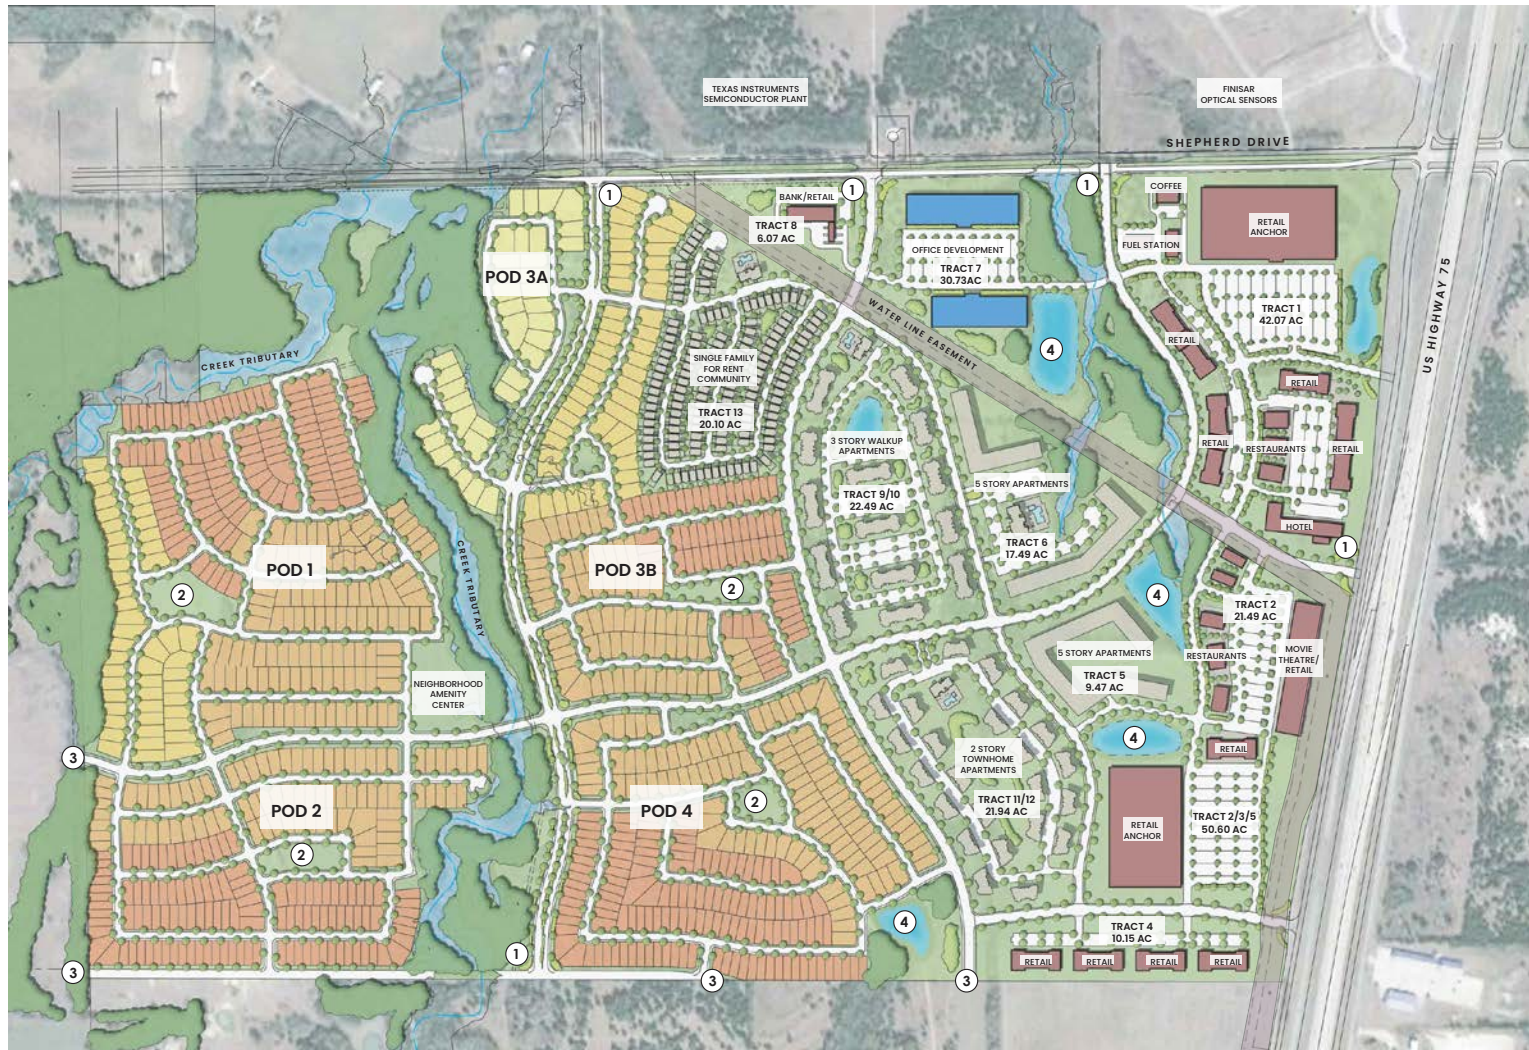 TEXAS INSTRUMENTS
SEMICONDUCTOR PLANT
FINISAR
OPTICAL SENSORS
SHEPHERD DRIVE
US HIGHWAY 75
1
1
1
BANK/RETAIL
TRACT 8
6.07 AC
COFFEE
FUEL STATION
RETAIL
ANCHOR
OFFICE DEVELOPMENT
TRACT 7
30.73AC
POD 3A
WATER LINE EASEMENT
TRACT 1
42.07 AC
RETAIL
4
CREEK TRIBUTARY
SINGLE FAMILY
FOR RENT
COMMUNITY
TRACT 13
20.10 AC
RETAIL
3 STORY WALKUP
APARTMENTS
RETAIL
RESTAURANTS
RETAIL
5 STORY APARTMENTS
TRACT 9/10
22.49 AC
TRACT 6
17.49 AC
HOTEL
1
POD 1
POD 3B
CREEK TRIBUTARY
2
2
4
TRACT 2
21.49 AC
5 STORY APARTMENTS
RESTAURANTS
MOVIE
THEATRE/
RETAIL
TRACT 5
9.47 AC
NEIGHBORHOOD
AMENITY
CENTER
3
4
RETAIL
2 STORY
TOWNHOME
APARTMENTS
POD 2
POD 4
2
TRACT 11/12
21.94 AC
RETAIL
ANCHOR
TRACT 2/3/5
50.60 AC
2
4
TRACT 4
10.15 AC
1
RETAIL
RETAIL
RETAIL
RETAIL
3
3
3